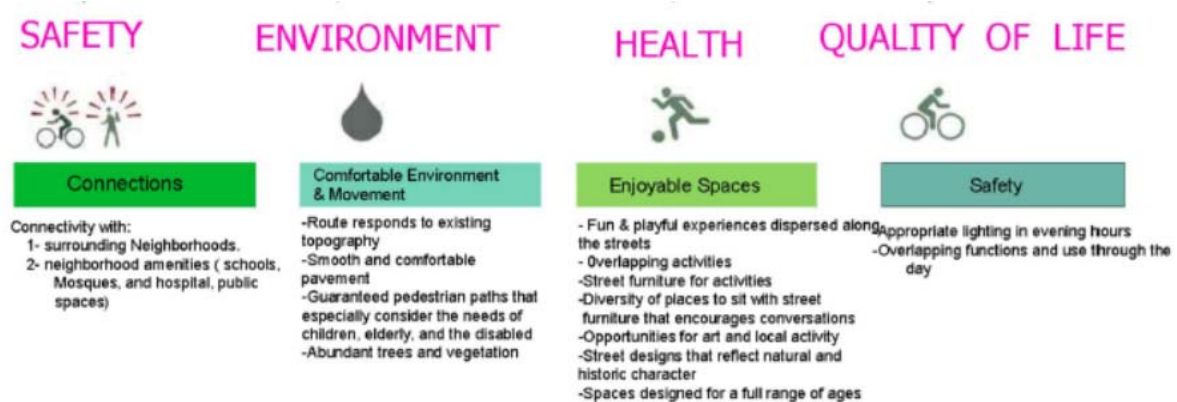 SAFETY
ENVIRONMENT
HEALTH
QUALITY OF LIFE
Connections
Connectivity with:
1- surrounding Neighborhoods.
2- neighborhood amenities ( schools,
Mosques, and hospital, public
spaces)
Comfortable Environment
& Movement
-Route responds to existing
topography
-Smooth and comfortable
pavement
-Guaranteed pedestrian paths that
especially consider the needs of
children, elderly, and the disabled
-Abundant trees and vegetation
Enjoyable Spaces
- Fun & playful experiences dispersed along
the streets
- Overlapping activities
-Street furniture for activities
-Diversity of places to sit with street
furniture that encourages conversations
-Opportunities for art and local activity
-Street designs that reflect natural and
historic character
-Spaces designed for a full range of ages
Safety
-Appropriate lighting in evening hours
-Overlapping functions and use through the
day